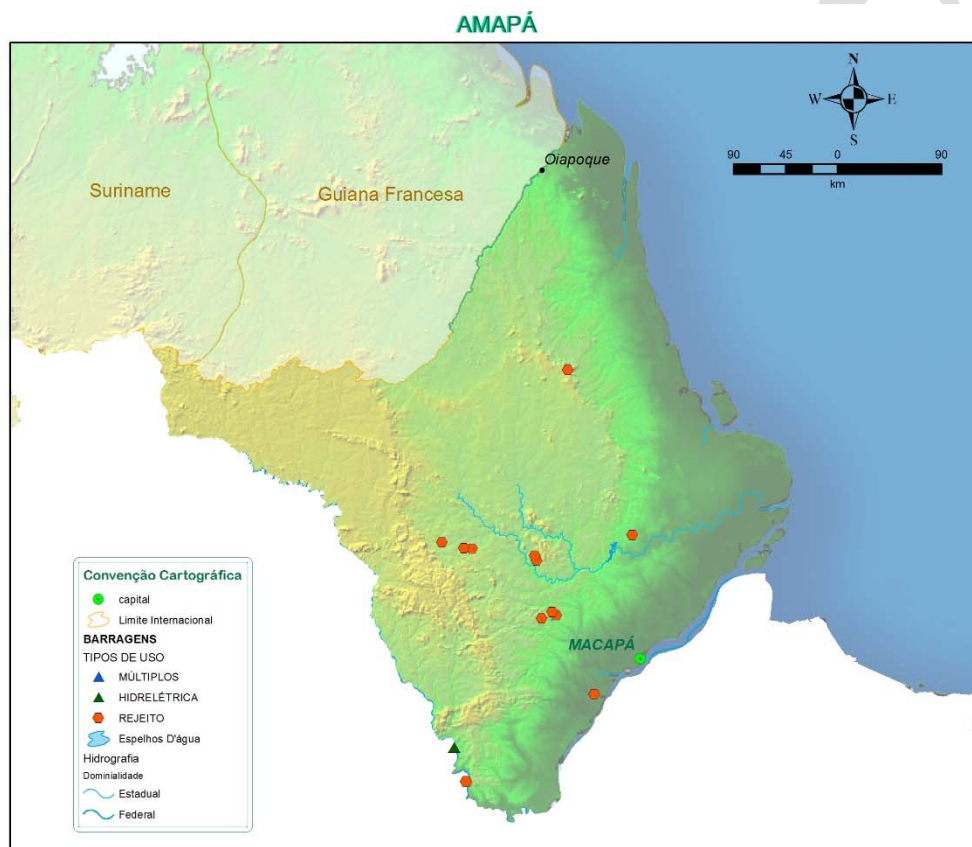 AMAPÁ
N
W E
S
90 45 0 90
km
Oiapoque
Suriname
Guiana Francesa
MACAPÁ
Convenção Cartográfica
capital
Limite Internacional
BARRAGENS
TIPOS DE USO
MÚLTIPLOS
HIDRELÉTRICA
REJEITO
Espelhos D'água
Hidrografia
Dominialidade
Estadual
Federal